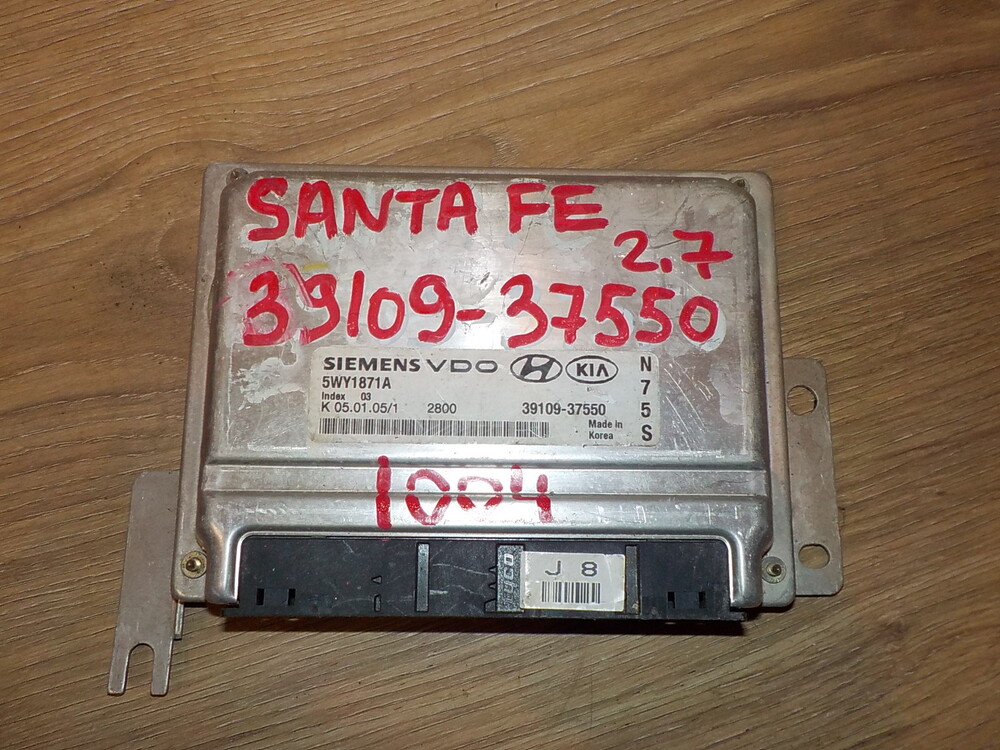 SANTA FE
2.7
39109-37550
SIEMENS VDO KIA
5WY1871A
Index 03
K 05.01.05/1 2800 39109-37550
Made in
Korea
N
7
5
S
1004
J 8